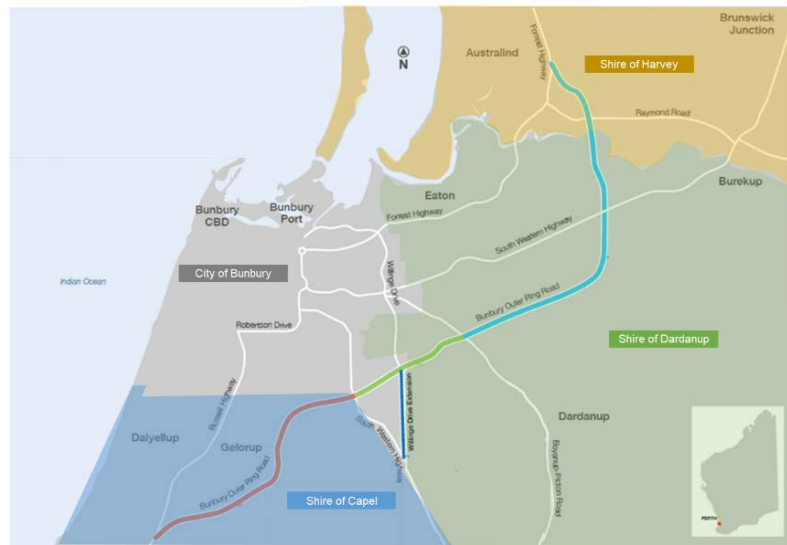 Brunswick
Junction
Australind
Shire of Harvey
Forrest Highway
N
Raymond Road
Burekup
Eaton
Bunbury
CBD
Bunbury
Port
Forrest Highway
South Western Highway
Willinge Drive
City of Bunbury
Indian Ocean
Bunbury Outer Ring Road
Robertson Drive
Shire of Dardanup
Willinge Drive Extension
Bussell Highway
Dardanup
Dalyellup
Gelorup
South Western Highway
Boyanup-Picton Road
Bunbury Outer Ring Road
Shire of Capel
PERTH